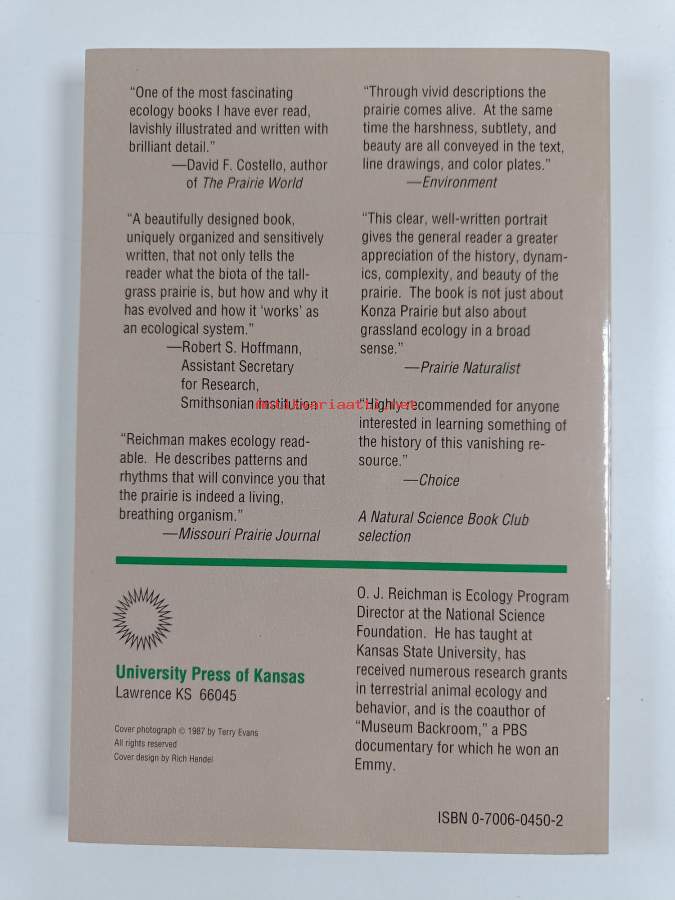 “One of the most fascinating
ecology books I have ever read,
lavishly illustrated and written with
brilliant detail.”
—David F. Costello, author
of The Prairie World
“A beautifully designed book,
uniquely organized and sensitively
written, that not only tells the
reader what the biota of the tall-
grass prairie is, but how and why it
has evolved and how it ‘works’ as
an ecological system.”
—Robert S. Hoffmann,
Assistant Secretary
for Research,
Smithsonian Institution
“Reichman makes ecology read-
able. He describes patterns and
rhythms that will convince you that
the prairie is indeed a living,
breathing organism.”
—Missouri Prairie Journal
“Through vivid descriptions the
prairie comes alive. At the same
time the harshness, subtlety, and
beauty are all conveyed in the text,
line drawings, and color plates.”
—Environment
“This clear, well-written portrait
gives the general reader a greater
appreciation of the history, dynam-
ics, complexity, and beauty of the
prairie. The book is not just about
Konza Prairie but also about
grassland ecology in a broad
sense.”
—Prairie Naturalist
“Highly recommended for anyone
interested in learning something of
the history of this vanishing re-
source.”
—Choice
A Natural Science Book Club
selection
University Press of Kansas
Lawrence KS 66045
Cover photograph © 1987 by Terry Evans
All rights reserved
Cover design by Rich Hendel
O. J. Reichman is Ecology Program
Director at the National Science
Foundation. He has taught at
Kansas State University, has
received numerous research grants
in terrestrial animal ecology and
behavior, and is the coauthor of
“Museum Backroom,” a PBS
documentary for which he won an
Emmy.
ISBN 0-7006-0450-2